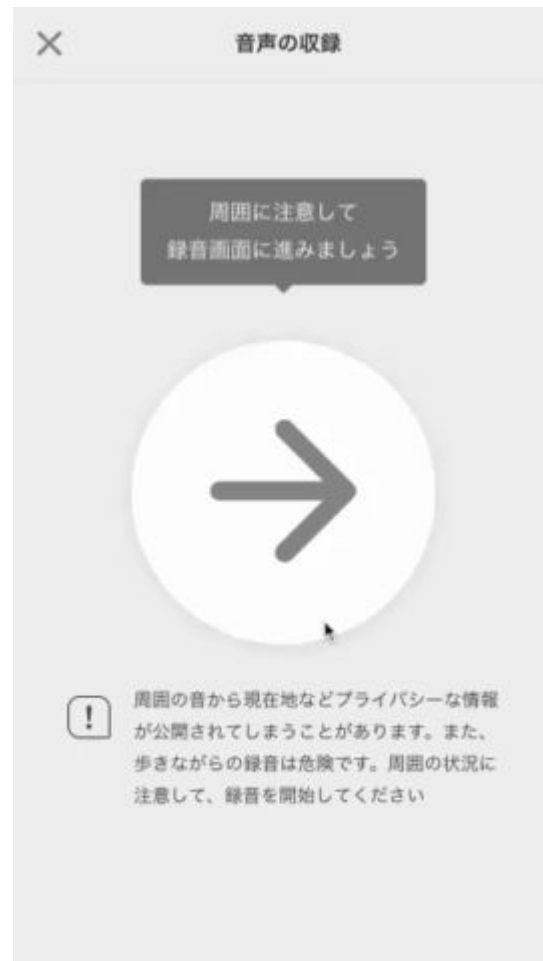 音声の収録
周囲に注意して
録音画面に進みましょう
周囲の音から現在地などプライバシーな情報
が公開されてしまうことがあります。また、
歩きながらの録音は危険です。周囲の状況に
注意して、録音を開始してください